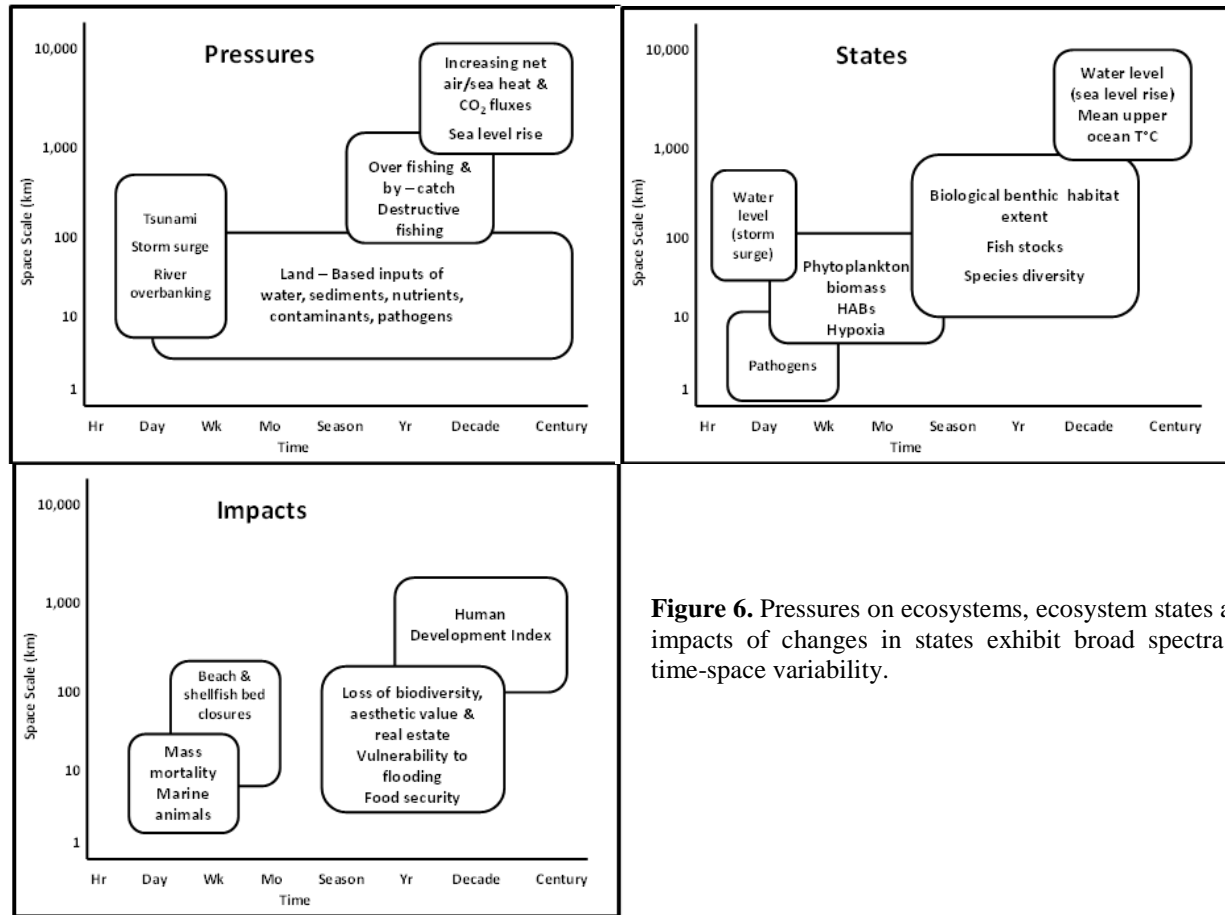 Pressures
Space Scale (km)
10,000
1,000
100
10
1
Increasing net
air/sea heat &
CO₂ fluxes
Sea level rise
Over fishing &
by – catch
Destructive
fishing
Tsunami
Storm surge
River
overbanking
Land – Based inputs of
water, sediments, nutrients,
contaminants, pathogens
Hr Day Wk Mo Season Yr Decade Century
Time
States
Space Scale (km)
10,000
1,000
100
10
1
Water level
(sea level rise)
Mean upper
ocean T°C
Water
level
(storm
surge)
Biological benthic habitat
extent
Fish stocks
Species diversity
Phytoplankton
biomass
HABs
Hypoxia
Pathogens
Hr Day Wk Mo Season Yr Decade Century
Time
Impacts
Space Scale (km)
10,000
1,000
100
10
1
Human
Development Index
Beach &
shellfish bed
closures
Loss of biodiversity,
aesthetic value &
real estate
Vulnerability to
flooding
Food security
Mass
mortality
Marine
animals
Hr Day Wk Mo Season Yr Decade Century
Time
Figure 6. Pressures on ecosystems, ecosystem states a
impacts of changes in states exhibit broad spectra
time-space variability.